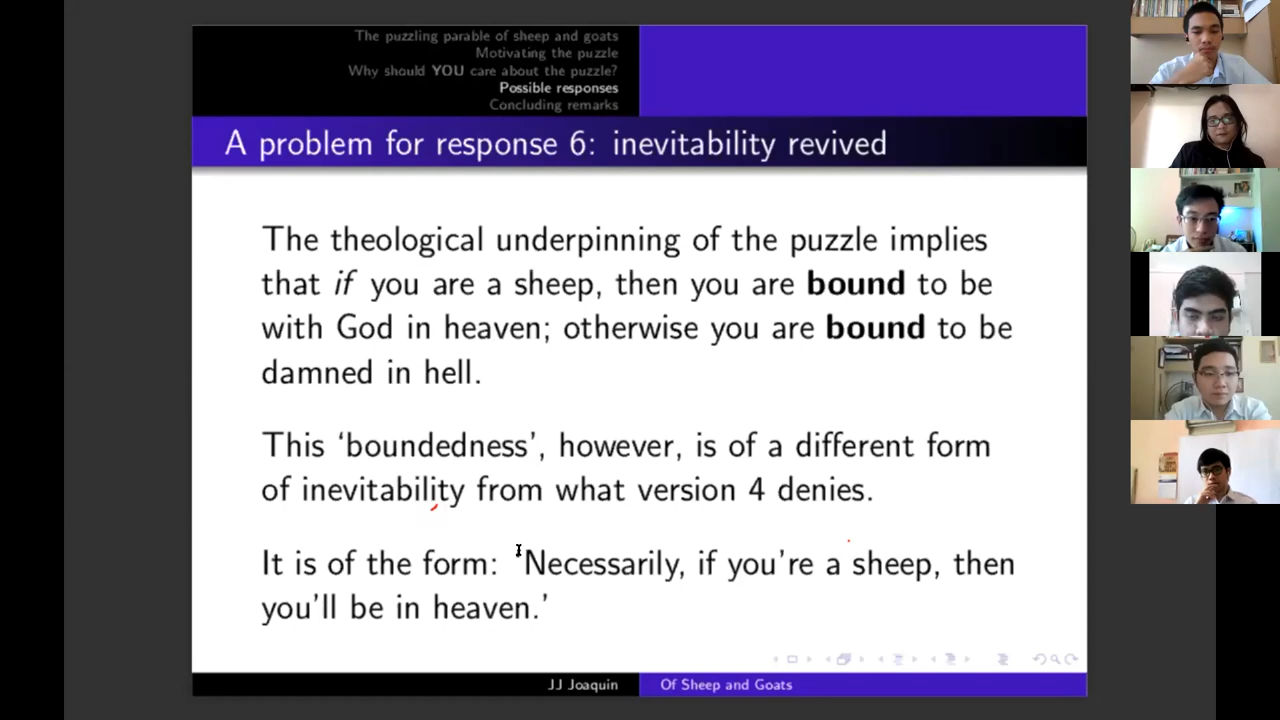 The puzzling parable of sheep and goats
Motivating the puzzle
Why should YOU care about the puzzle?
Possible responses
Concluding remarks
A problem for response 6: inevitability revived
The theological underpinning of the puzzle implies
that if you are a sheep, then you are bound to be
with God in heaven; otherwise you are bound to be
damned in hell.
This ‘boundedness’, however, is of a different form
of inevitability from what version 4 denies.
It is of the form: ‘Necessarily, if you’re a sheep, then
you’ll be in heaven.’
JJ Joaquin
Of Sheep and Goats